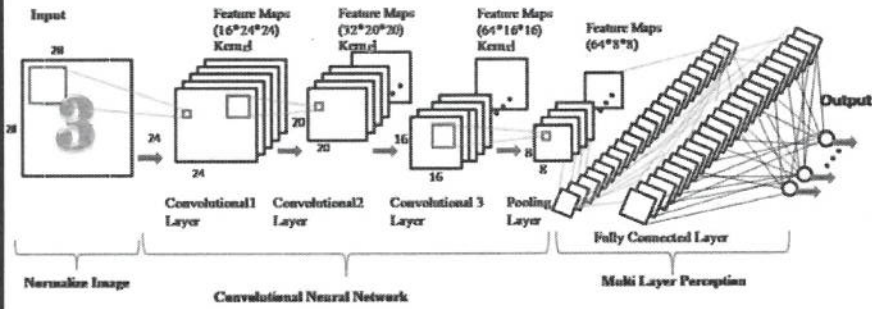 Input
Feature Maps
(16*24*24)
Kernel
Feature Maps
(32*20*20)
Kernel
Feature Maps
(64*16*16)
Kernel
Feature Maps
(64*8*8)
28
28
3
24
24
20
20
16
16
8
8
Output
Convolutional1
Layer
Convolutional2
Layer
Convolutional 3
Layer
Pooling
Layer
Fully Connected Layer
Normalize Image
Convolutional Neural Network
Multi Layer Perception